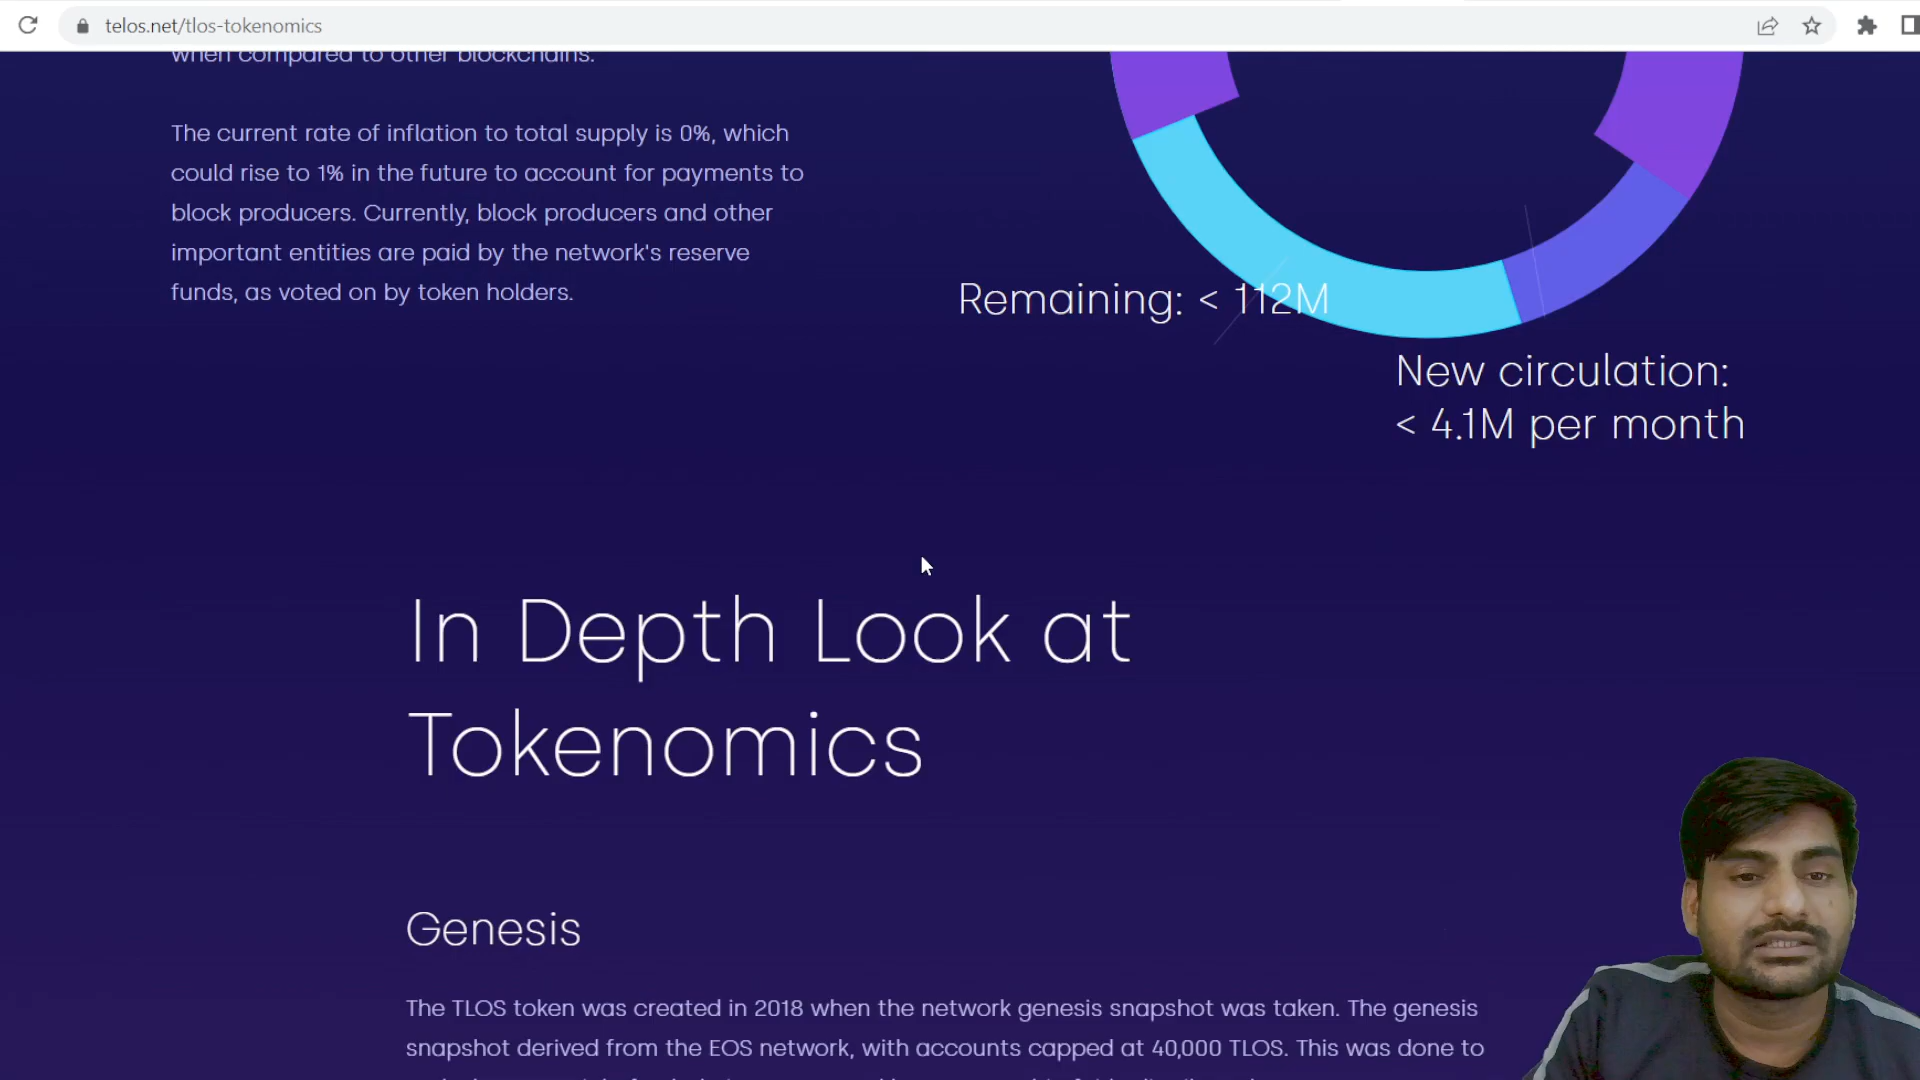 telos.net/tlos-tokenomics
when compared to other blockchains.
The current rate of inflation to total supply is 0%, which
could rise to 1% in the future to account for payments to
block producers. Currently, block producers and other
important entities are paid by the network's reserve
funds, as voted on by token holders.
Remaining: < 112M
New circulation:
< 4.1M per month
In Depth Look at
Tokenomics
Genesis
The TLOS token was created in 2018 when the network genesis snapshot was taken. The genesis
snapshot derived from the EOS network, with accounts capped at 40,000 TLOS. This was done to